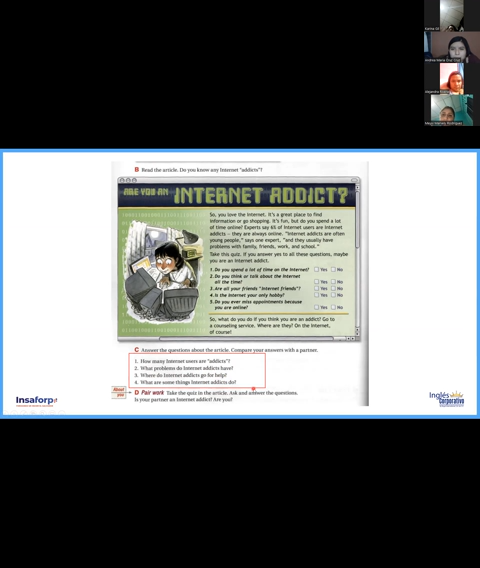 Andrea Maria Diaz
Alejandra
B Read the article. Do you know any Internet "addicts"?
ARE YOU AN INTERNET ADDICT?
So, you love the Internet. It's a great place to find
information or go shopping. It's fun, but do you spend a
lot of time online? Experts say 6% of Internet users are Internet
addicts – they are always online. "Internet addicts are often
young people," says one expert, "and they usually have
problems with family, friends, work, and school."
Take this quiz. If you answer yes to all these questions, maybe
you are an Internet addict.
1. Do you spend a lot of time on the Internet? Yes No
2. Do you think or talk about the Internet
all the time? Yes No
3. Are all your friends "Internet friends"? Yes No
4. Is the Internet your only hobby? Yes No
5. Do you ever miss appointments because
you are online? Yes No
So, what do you do if you think you are an addict? Go to
a counseling service. Where are they? On the Internet,
of course!
C Answer the questions about the article. Compare your answers with a partner.
1. How many Internet users are "addicts"?
2. What problems do Internet addicts have?
3. Where do Internet addicts go for help?
4. What are some things Internet addicts do?
About
you
D Pair work Take the quiz in the article. Ask and answer the questions.
Is your partner an Internet addict? Are you?
Insaforp
Inglés
Corporativo